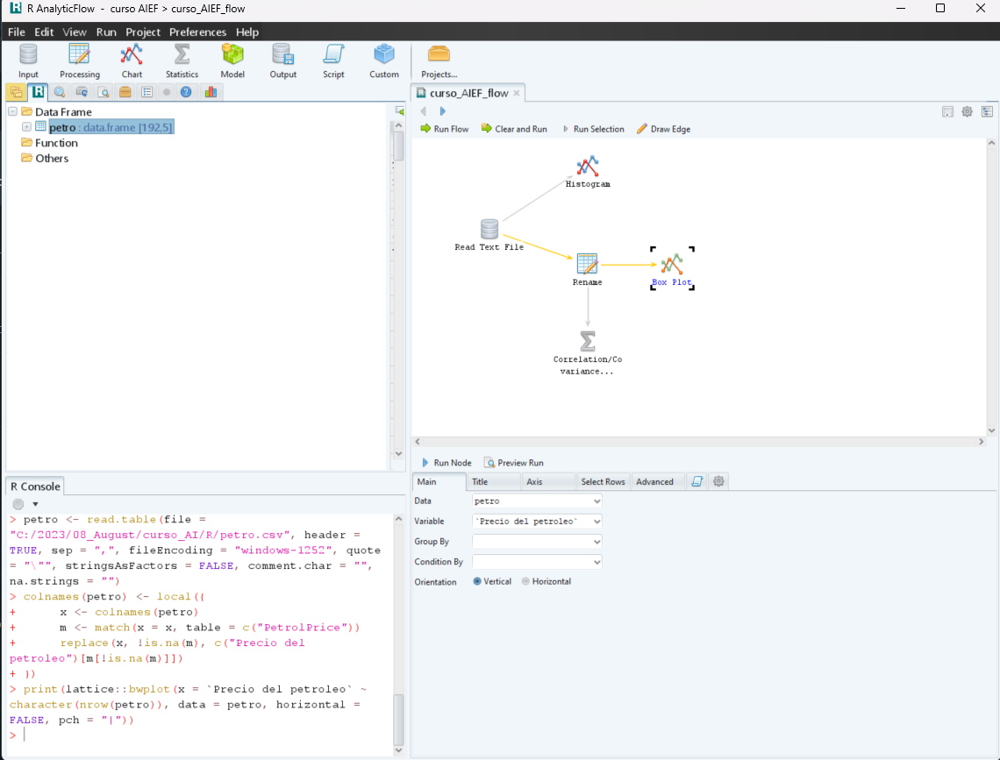 R AnalyticFlow - curso AIEF > curso_AIEF_flow
File Edit View Run Project Preferences Help
Input Processing Chart Statistics Model Output Script Custom Projects...
curso_AIEF_flow
Data Frame
petro : data.frame [192,5]
Function
Others
Run Flow Clear and Run Run Selection Draw Edge
Histogram
Read Text File
Rename
Box Plot
Correlation/Co
variance...
R Console
> petro <- read.table(file =
"C:/2023/08_August/curso_AI/R/petro.csv", header =
TRUE, sep = ",", fileEncoding = "windows-1252", quote
= "\"", stringsAsFactors = FALSE, comment.char = "",
na.strings = "")
> colnames(petro) <- local({
+ x <- colnames(petro)
+ m <- match(x = x, table = c("PetrolPrice"))
+ replace(x, !is.na(m), c("Precio del
petroleo")[m[!is.na(m)]])
+ })
> print(lattice::bwplot(x = `Precio del petroleo` ~
character(nrow(petro)), data = petro, horizontal =
FALSE, pch = "|"))
>
Run Node Preview Run
Main Title Axis Select Rows Advanced
Data petro
Variable `Precio del petroleo`
Group By
Condition By
Orientation Vertical Horizontal